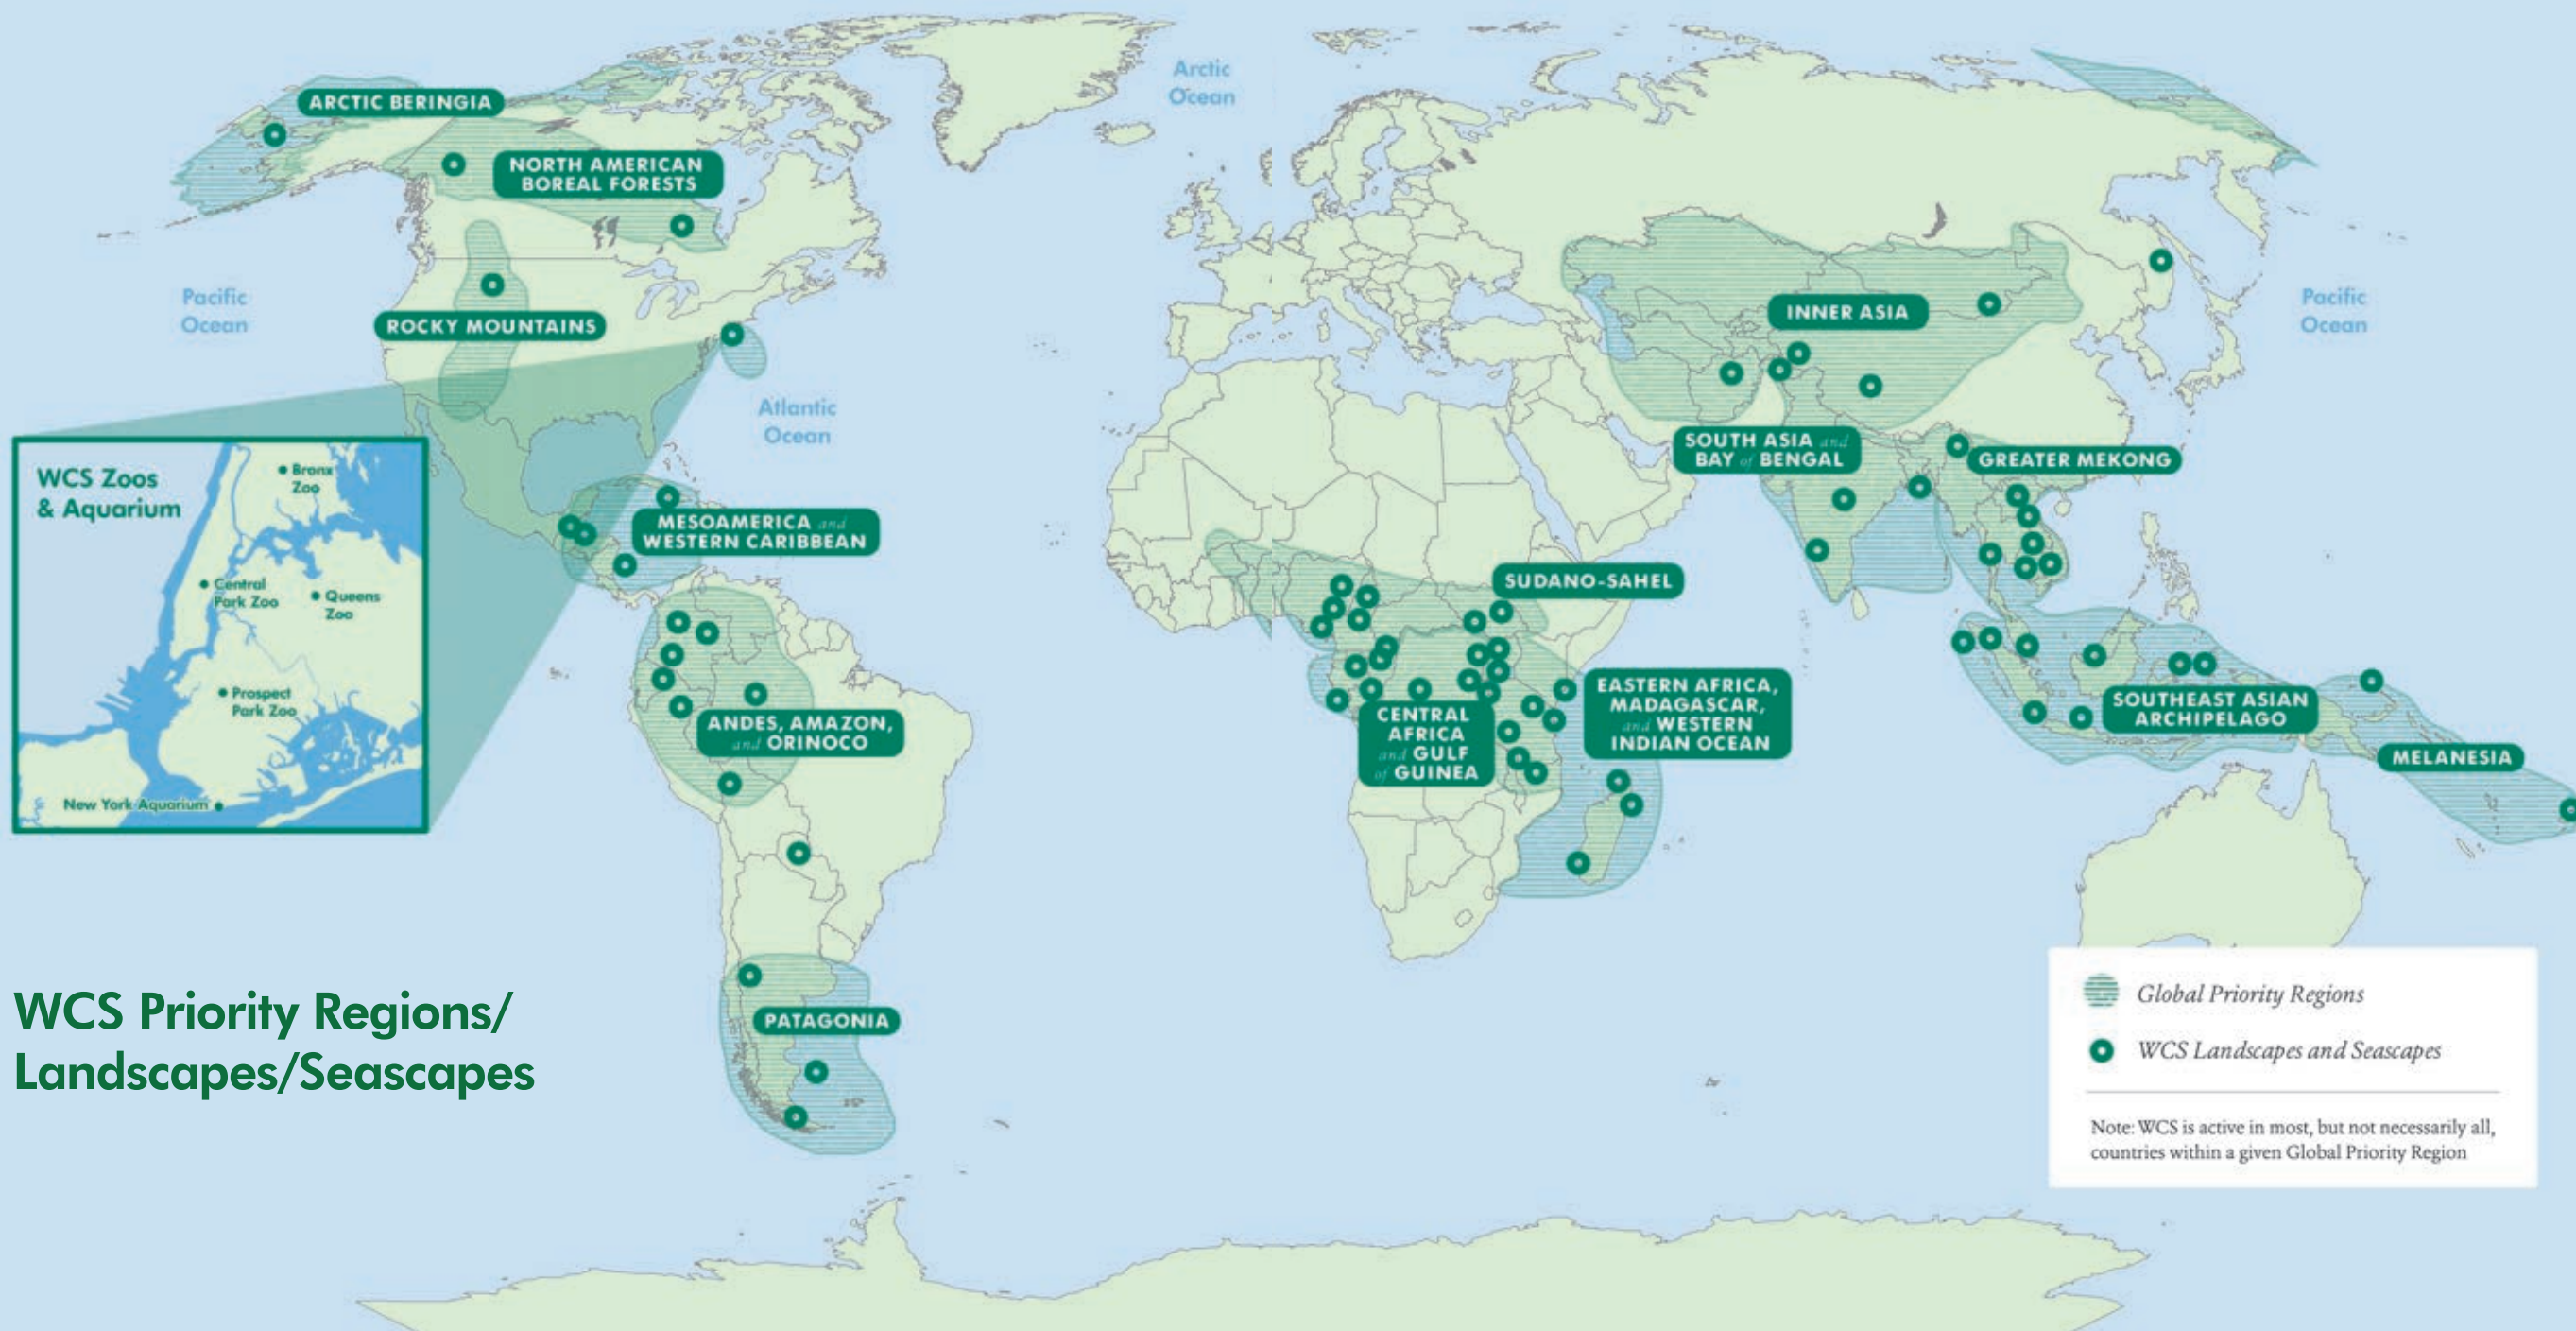 Arctic
Ocean
ARCTIC BERINGIA
NORTH AMERICAN
BOREAL FORESTS
Pacific
Ocean
ROCKY MOUNTAINS
INNER ASIA
Pacific
Ocean
Atlantic
Ocean
SOUTH ASIA and
BAY of BENGAL
GREATER MEKONG
WCS Zoos
& Aquarium
Bronx
Zoo
Central
Park Zoo
Queens
Zoo
Prospect
Park Zoo
New York Aquarium
MESOAMERICA and
WESTERN CARIBBEAN
SUDANO-SAHEL
ANDES, AMAZON,
and ORINOCO
CENTRAL
AFRICA
and GULF
of GUINEA
EASTERN AFRICA,
MADAGASCAR,
and WESTERN
INDIAN OCEAN
SOUTHEAST ASIAN
ARCHIPELAGO
MELANESIA
PATAGONIA
WCS Priority Regions/
Landscapes/Seascapes
Global Priority Regions
WCS Landscapes and Seascapes
Note: WCS is active in most, but not necessarily all,
countries within a given Global Priority Region